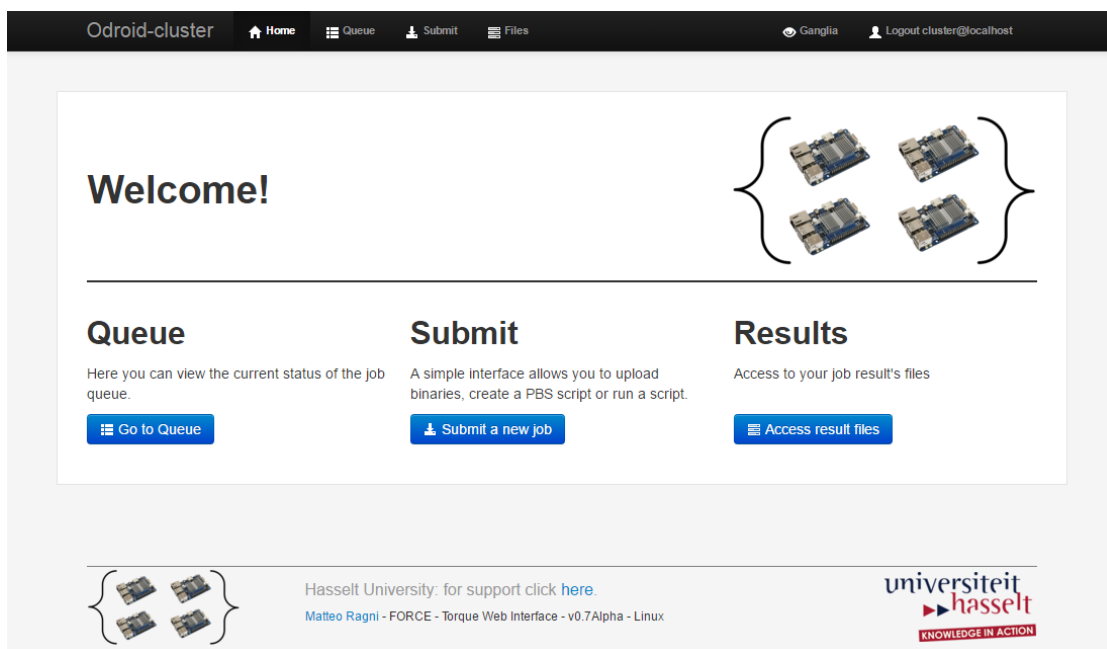 Odroid-cluster Home Queue Submit Files Ganglia Logout cluster@localhost
Welcome!
Queue
Here you can view the current status of the job
queue.
Go to Queue
Submit
A simple interface allows you to upload
binaries, create a PBS script or run a script.
Submit a new job
Results
Access to your job result's files
Access result files
Hasselt University: for support click here.
Matteo Ragni - FORCE - Torque Web Interface - v0.7Alpha - Linux
universiteit
hasselt
KNOWLEDGE IN ACTION